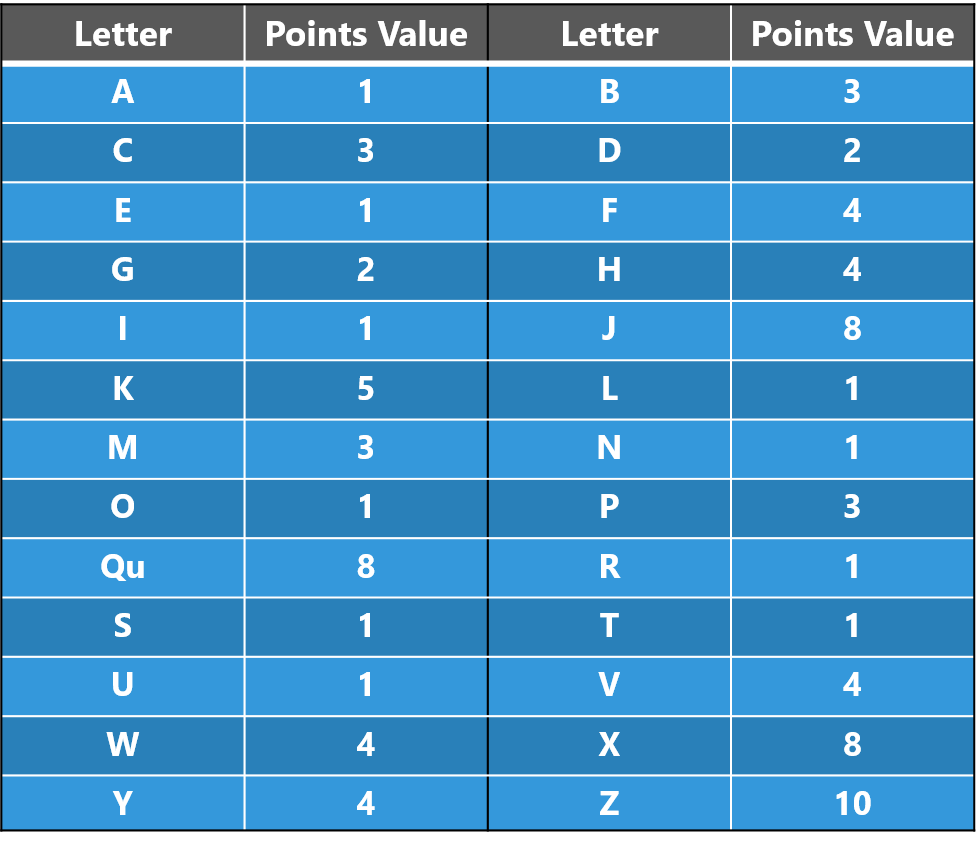 Letter Points Value Letter Points Value
A 1 B 3
C 3 D 2
E 1 F 4
G 2 H 4
I 1 J 8
K 5 L 1
M 3 N 1
O 1 P 3
Qu 8 R 1
S 1 T 1
U 1 V 4
W 4 X 8
Y 4 Z 10